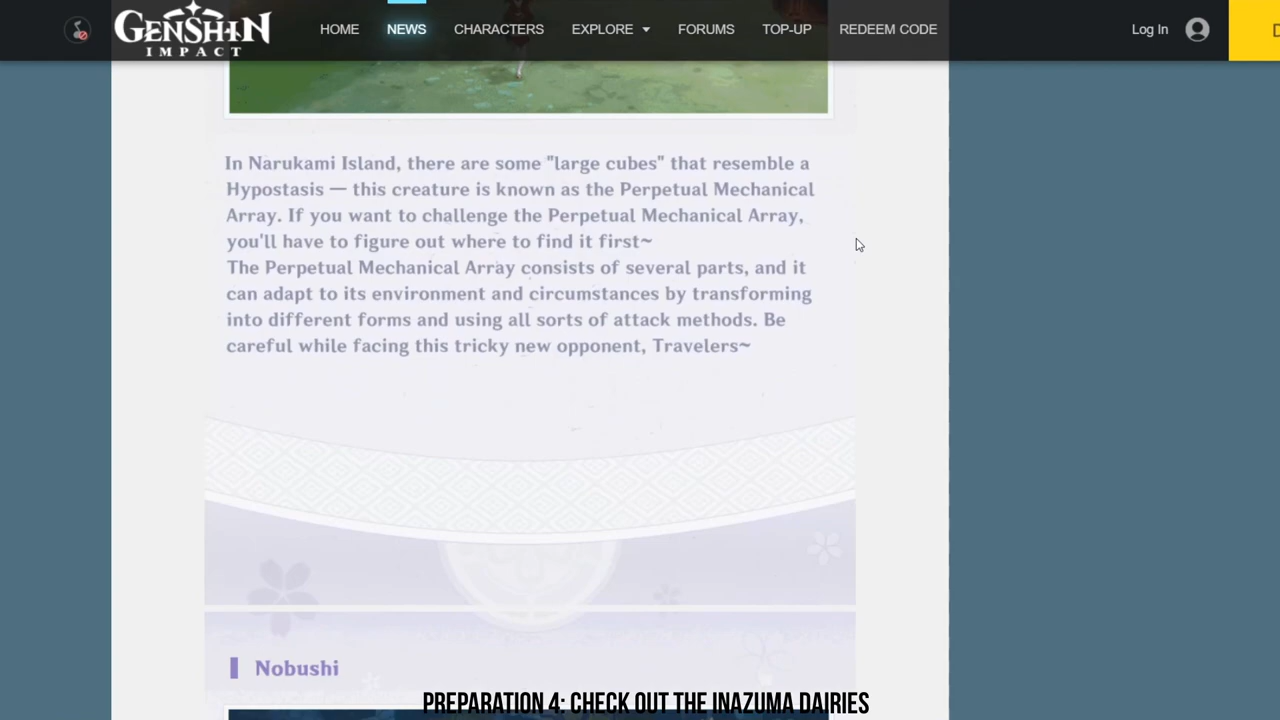 GENSHIN
IMPACT
HOME NEWS CHARACTERS EXPLORE FORUMS TOP-UP REDEEM CODE Log In
In Narukami Island, there are some "large cubes" that resemble a
Hypostasis — this creature is known as the Perpetual Mechanical
Array. If you want to challenge the Perpetual Mechanical Array,
you'll have to figure out where to find it first~
The Perpetual Mechanical Array consists of several parts, and it
can adapt to its environment and circumstances by transforming
into different forms and using all sorts of attack methods. Be
careful while facing this tricky new opponent, Travelers~
Nobushi
PREPARATION 4: CHECK OUT THE INAZUMA DAIRIES